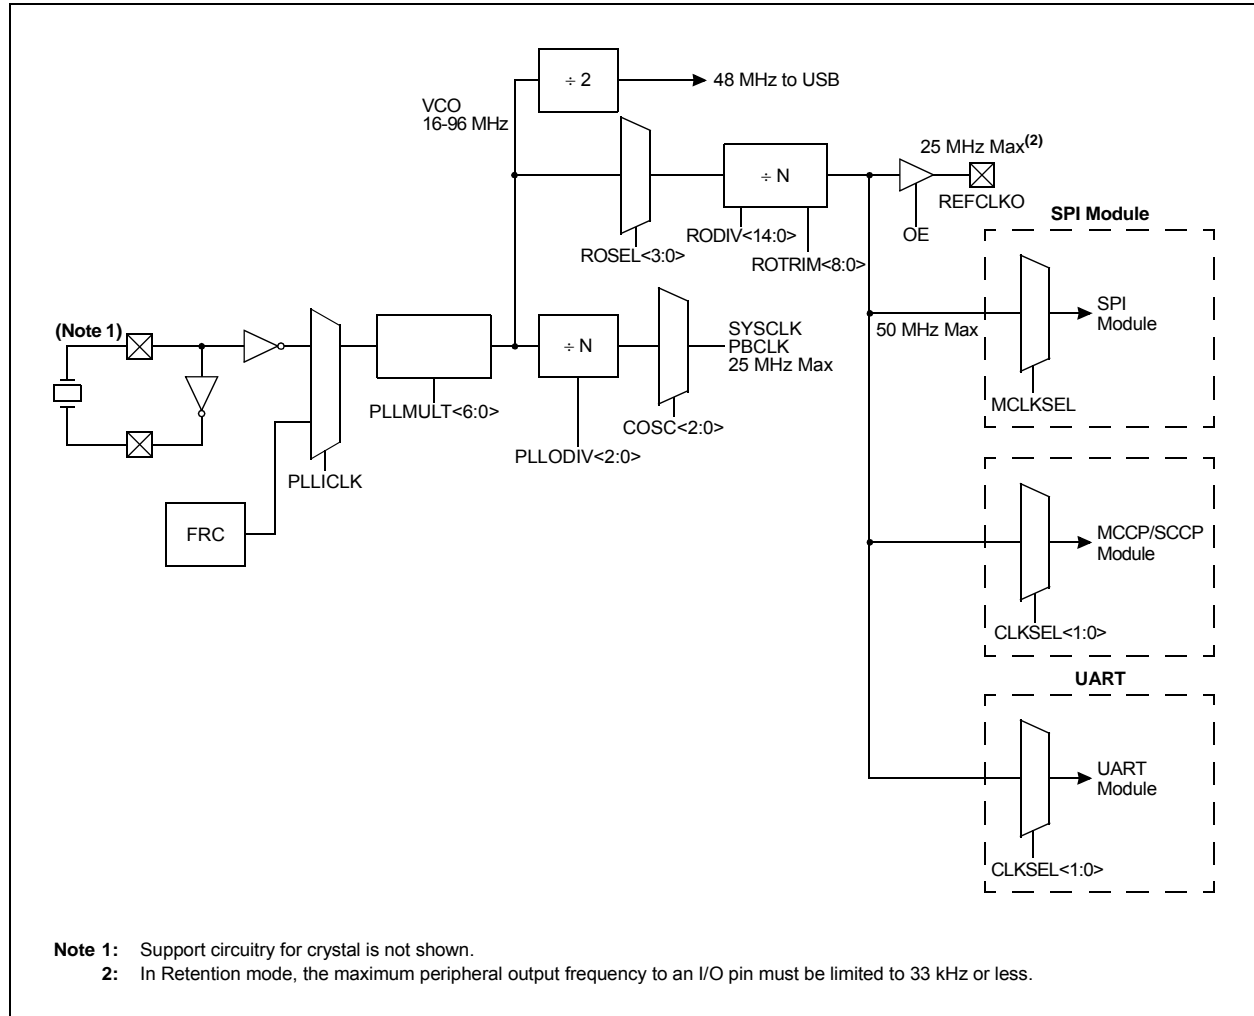 ÷ 2
48 MHz to USB
VCO
16-96 MHz
25 MHz Max(2)
÷ N
REFCLKO
OE
RODIV<14:0>
ROSEL<3:0>
ROTRIM<8:0>
SPI Module
(Note 1)
SYSCLK
PBCLK
25 MHz Max
÷ N
50 MHz Max
SPI
Module
MCLKSEL
PLLMULT<6:0>
COSC<2:0>
PLLODIV<2:0>
PLLICLK
FRC
MCCP/SCCP
Module
CLKSEL<1:0>
UART
UART
Module
CLKSEL<1:0>
Note 1: Support circuitry for crystal is not shown.
2: In Retention mode, the maximum peripheral output frequency to an I/O pin must be limited to 33 kHz or less.